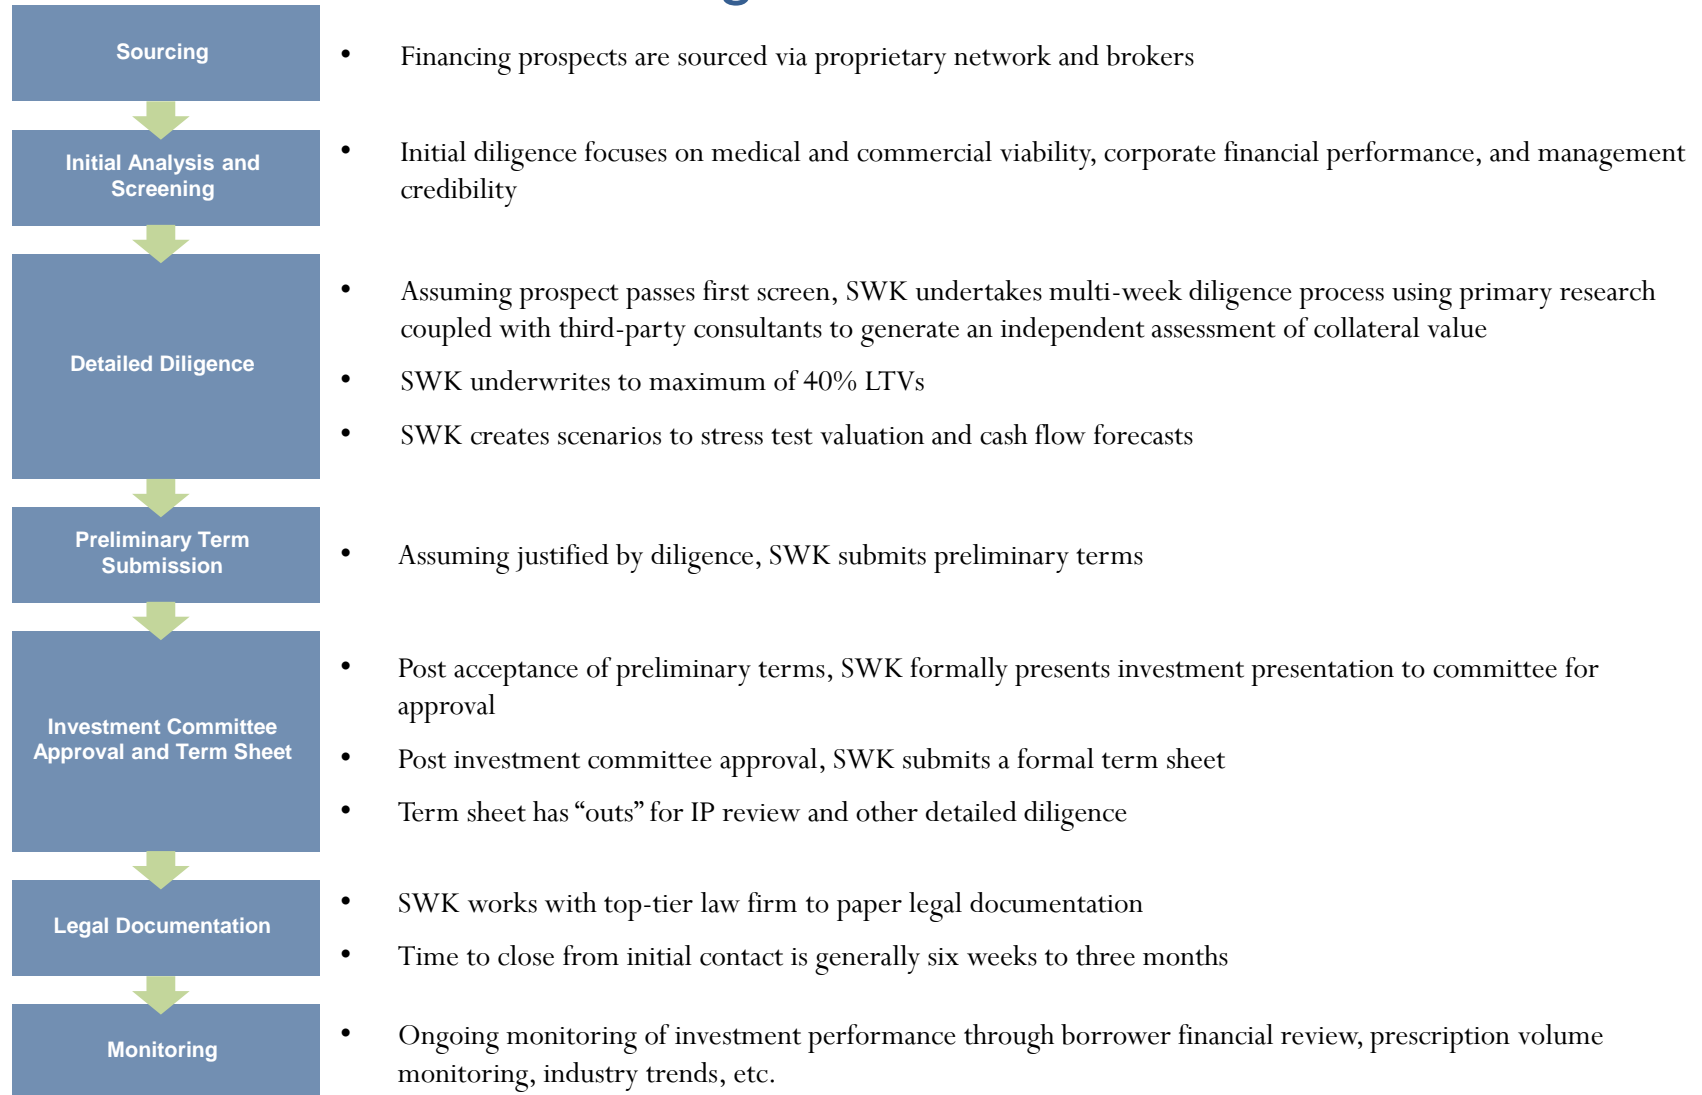 Sourcing
• Financing prospects are sourced via proprietary network and brokers
Initial Analysis and
Screening
• Initial diligence focuses on medical and commercial viability, corporate financial performance, and management
credibility
Detailed Diligence
• Assuming prospect passes first screen, SWK undertakes multi-week diligence process using primary research
coupled with third-party consultants to generate an independent assessment of collateral value
• SWK underwrites to maximum of 40% LTVs
• SWK creates scenarios to stress test valuation and cash flow forecasts
Preliminary Term
Submission
• Assuming justified by diligence, SWK submits preliminary terms
Investment Committee
Approval and Term Sheet
• Post acceptance of preliminary terms, SWK formally presents investment presentation to committee for
approval
• Post investment committee approval, SWK submits a formal term sheet
• Term sheet has “outs” for IP review and other detailed diligence
Legal Documentation
• SWK works with top-tier law firm to paper legal documentation
• Time to close from initial contact is generally six weeks to three months
Monitoring
• Ongoing monitoring of investment performance through borrower financial review, prescription volume
monitoring, industry trends, etc.